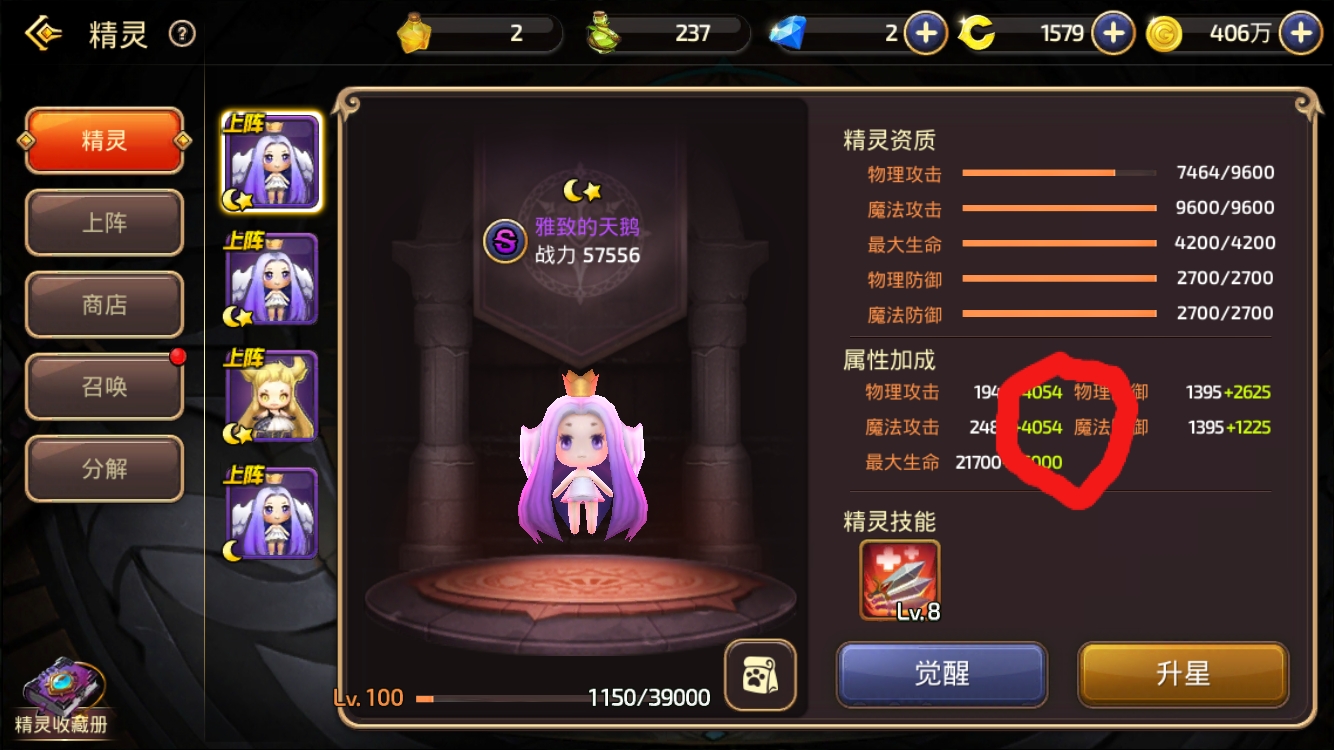 精灵 ? 2 237 2 1579 406万
精灵
上阵
商店
召唤
分解
精灵收藏册
上阵
上阵
上阵
上阵
雅致的天鹅
战力 57556
Lv. 100 1150/39000
精灵资质
物理攻击 7464/9600
魔法攻击 9600/9600
最大生命 4200/4200
物理防御 2700/2700
魔法防御 2700/2700
属性加成
物理攻击 194 4054 物理 御 1395+2625
魔法攻击 248 +4054 魔法 御 1395+1225
最大生命 21700 000
精灵技能
Lv.8
觉醒 升星